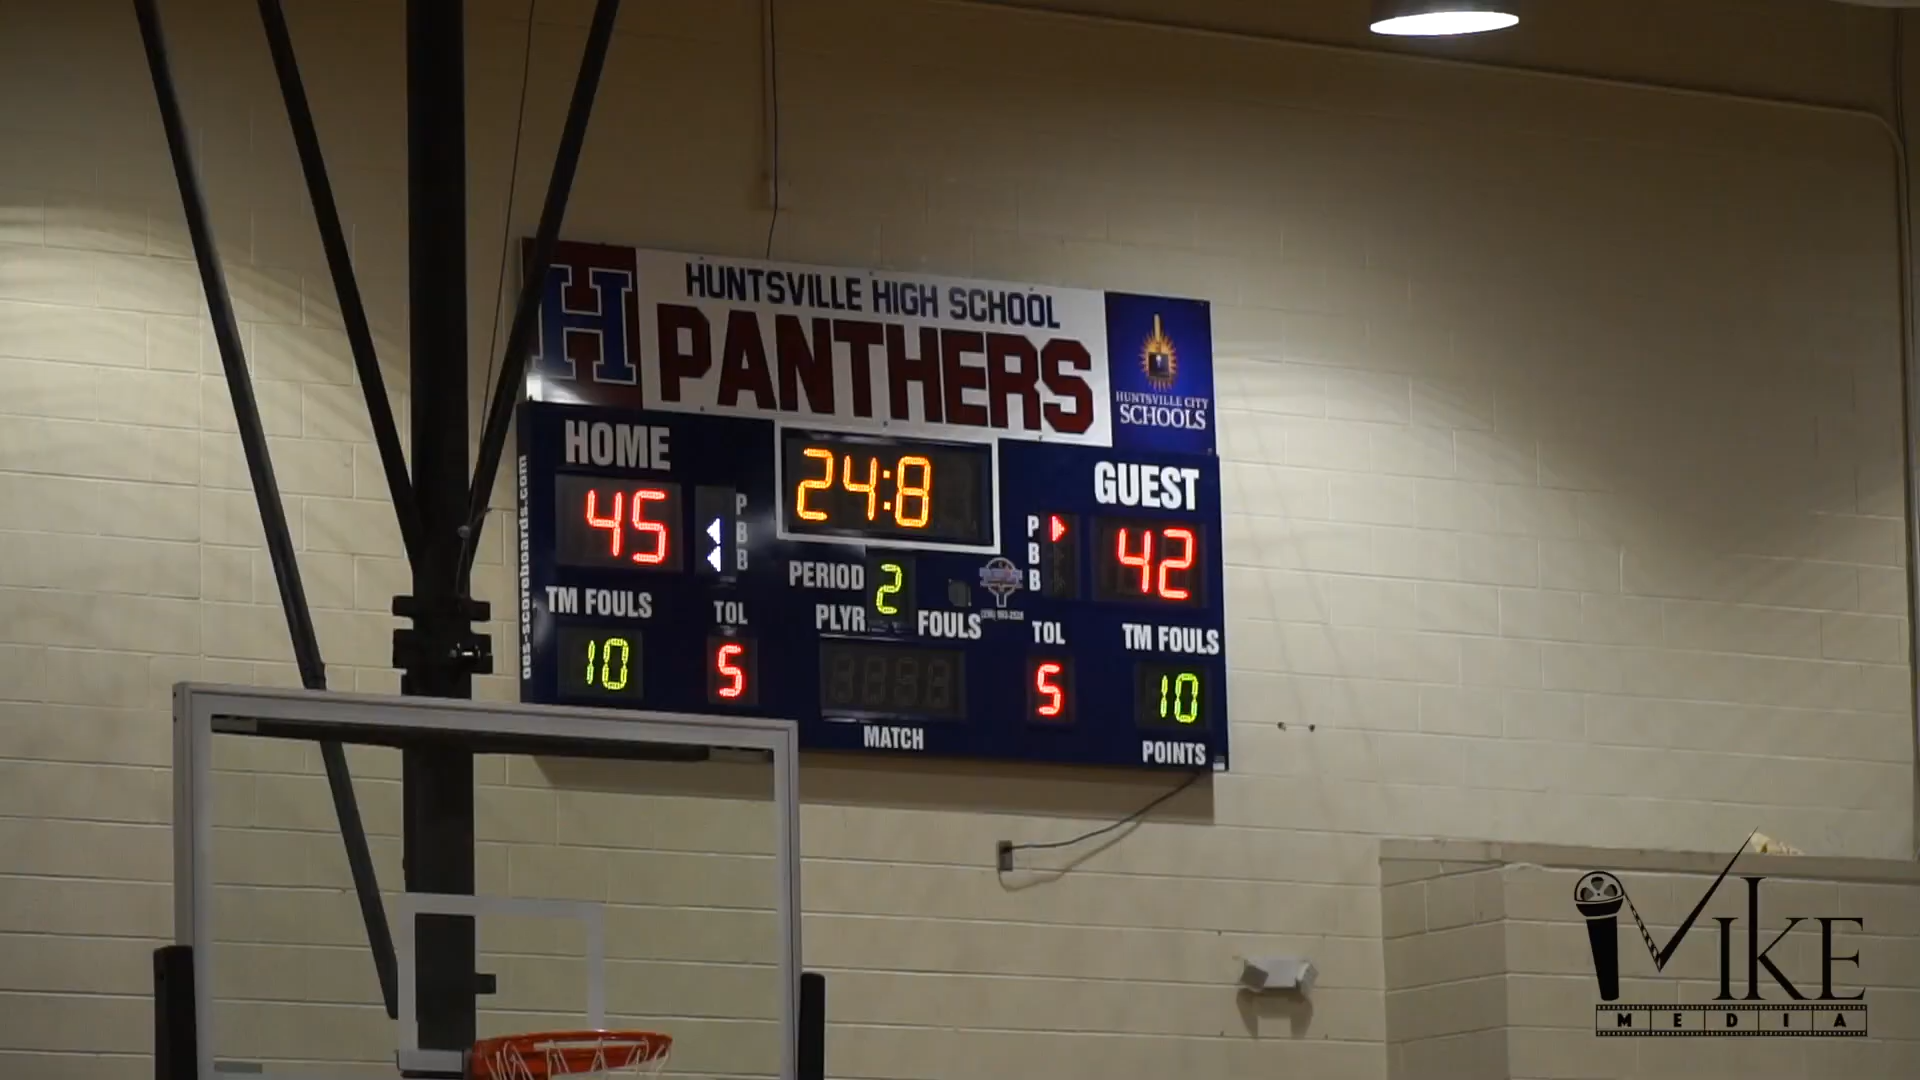 HUNTSVILLE HIGH SCHOOL
PANTHERS
H
HUNTSVILLE CITY
SCHOOLS
HOME
24:8
GUEST
45
P
B
B
P
B
B
42
PERIOD 2
TM FOULS
TOL
PLYR
FOULS
TOL
TM FOULS
10
5
5
10
MATCH
POINTS
oes-scoreboards.com
MIKE
MEDIA